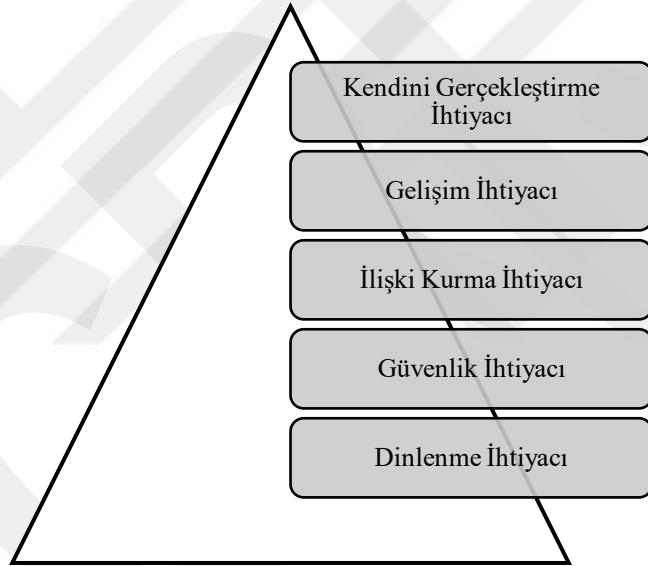 Kendini Gerçekleştirme
İhtiyacı
Gelişim İhtiyacı
İlişki Kurma İhtiyacı
Güvenlik İhtiyacı
Dinlenme İhtiyacı